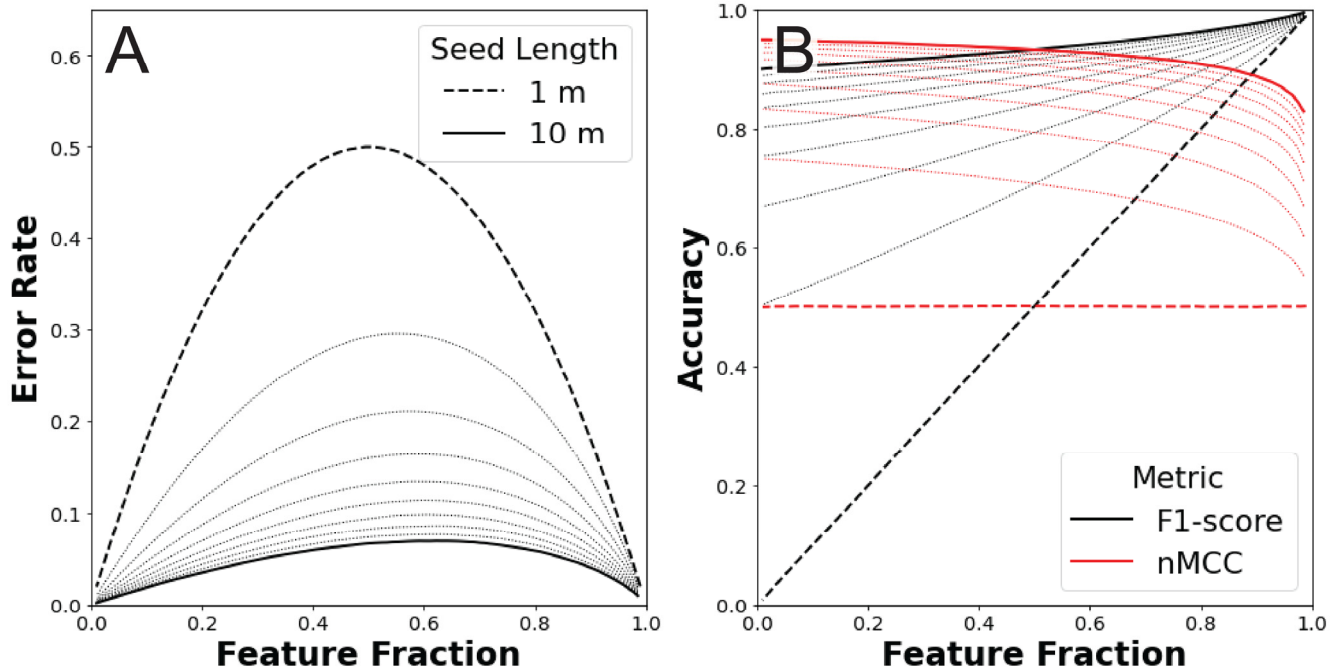 A
Seed Length
1 m
10 m
0.6
0.5
0.4
0.3
0.2
0.1
0.0
Error Rate
0.0 0.2 0.4 0.6 0.8 1.0
Feature Fraction
B
1.0
0.8
0.6
0.4
0.2
0.0
Accuracy
Metric
F1-score
nMCC
0.0 0.2 0.4 0.6 0.8 1.0
Feature Fraction